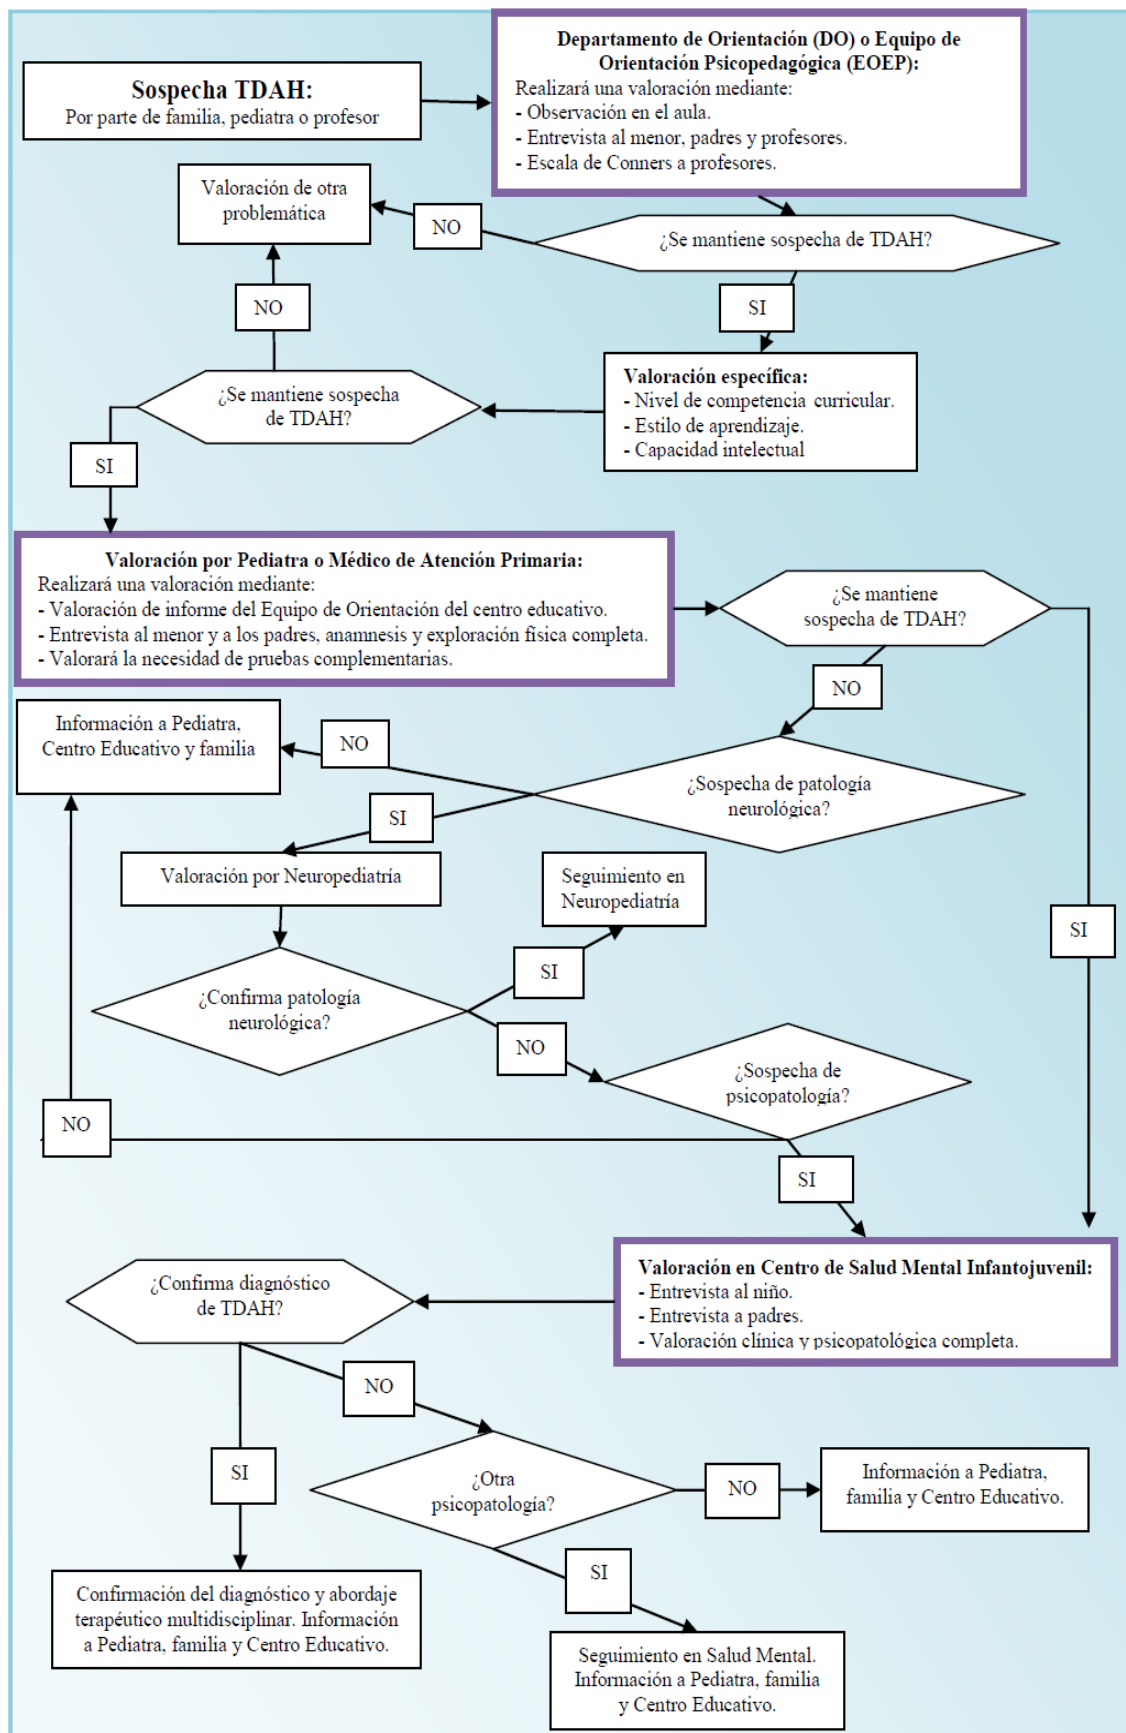 Departamento de Orientación (DO) o Equipo de
Orientación Psicopedagógica (EOEP):
Realizará una valoración mediante:
- Observación en el aula.
- Entrevista al menor, padres y profesores.
- Escala de Conners a profesores.
Sospecha TDAH:
Por parte de familia, pediatra o profesor
Valoración de otra
problemática
NO
¿Se mantiene sospecha de TDAH?
NO
SI
¿Se mantiene sospecha
de TDAH?
Valoración específica:
- Nivel de competencia curricular.
- Estilo de aprendizaje.
- Capacidad intelectual
SI
Valoración por Pediatra o Médico de Atención Primaria:
Realizará una valoración mediante:
- Valoración de informe del Equipo de Orientación del centro educativo.
- Entrevista al menor y a los padres, anamnesis y exploración física completa.
- Valorará la necesidad de pruebas complementarias.
¿Se mantiene
sospecha de TDAH?
NO
Información a Pediatra,
Centro Educativo y familia
NO
¿Sospecha de patología
neurológica?
SI
Valoración por Neuropediatría
Seguimiento en
Neuropediatría
SI
SI
¿Confirma patología
neurológica?
NO
¿Sospecha de
psicopatología?
NO
SI
Valoración en Centro de Salud Mental Infantojuvenil:
- Entrevista al niño.
- Entrevista a padres.
- Valoración clínica y psicopatológica completa.
¿Confirma diagnóstico
de TDAH?
NO
SI
¿Otra
psicopatología?
NO
Información a Pediatra,
familia y Centro Educativo.
SI
Confirmación del diagnóstico y abordaje
terapéutico multidisciplinar. Información
a Pediatra, familia y Centro Educativo.
Seguimiento en Salud Mental.
Información a Pediatra, familia
y Centro Educativo.